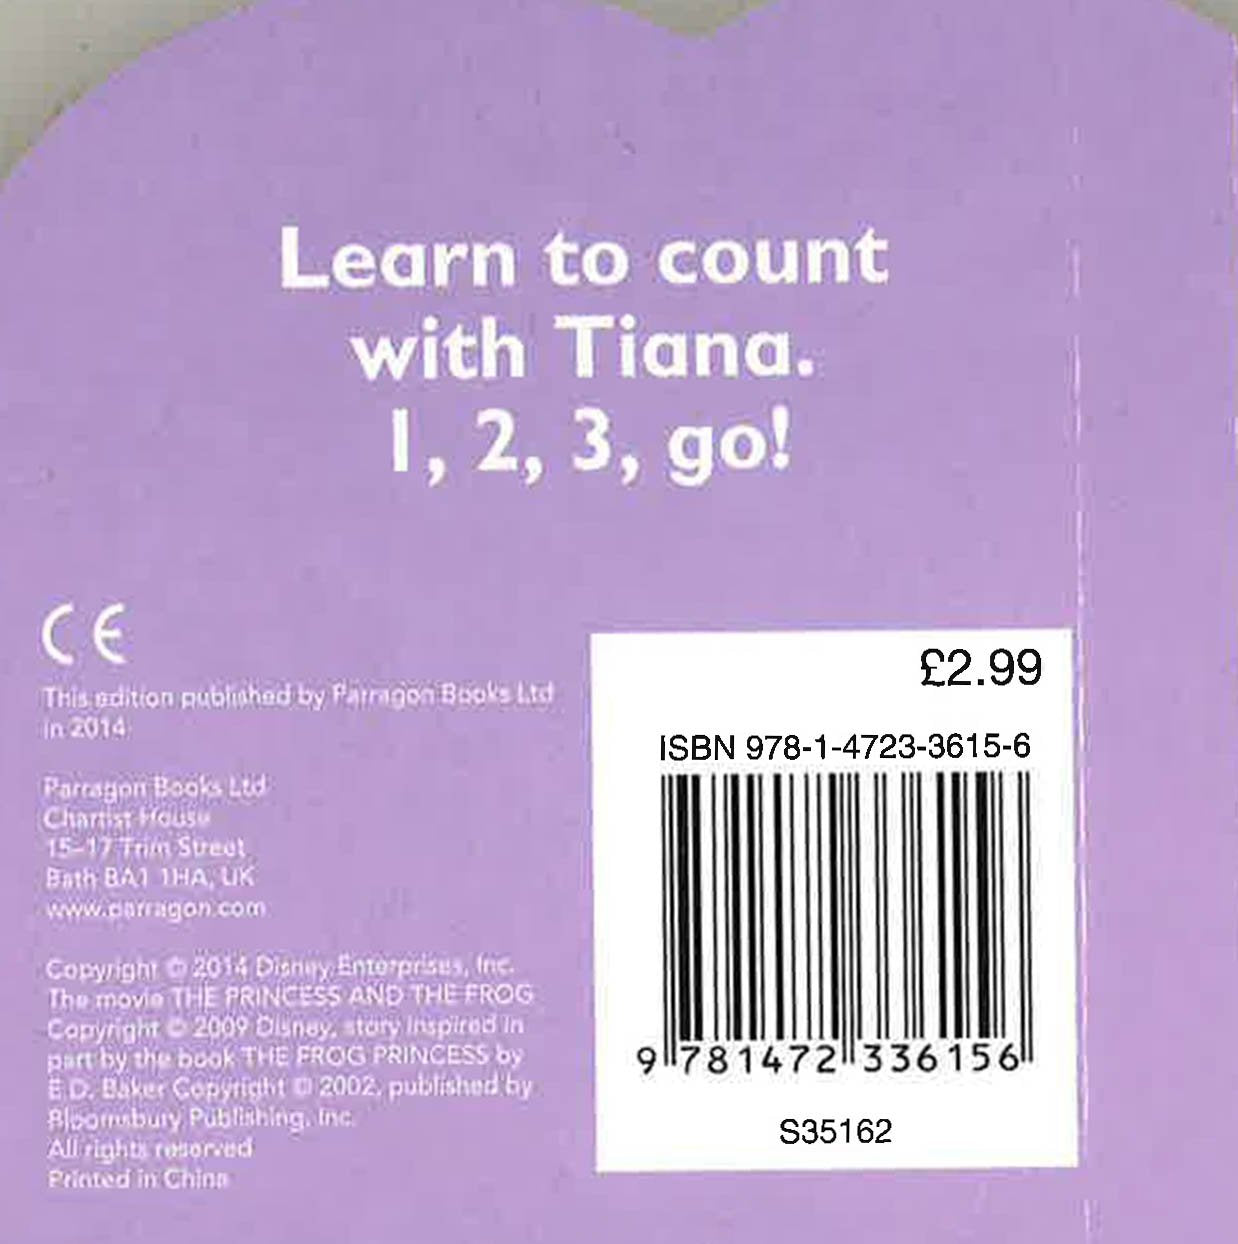 Learn to count
with Tiana.
1, 2, 3, go!
CE
This edition published by Parragon Books Ltd
in 2014
Parragon Books Ltd
Chartist House
15–17 Trim Street
Bath BA1 1HA, UK
www.parragon.com
Copyright © 2014 Disney Enterprises, Inc.
The movie THE PRINCESS AND THE FROG
Copyright © 2009 Disney, story inspired in
part by the book THE FROG PRINCESS by
E.D. Baker Copyright © 2002, published by
Bloomsbury Publishing, Inc.
All rights reserved
Printed in China
£2.99
ISBN 978-1-4723-3615-6
9 781472 336156
S35162